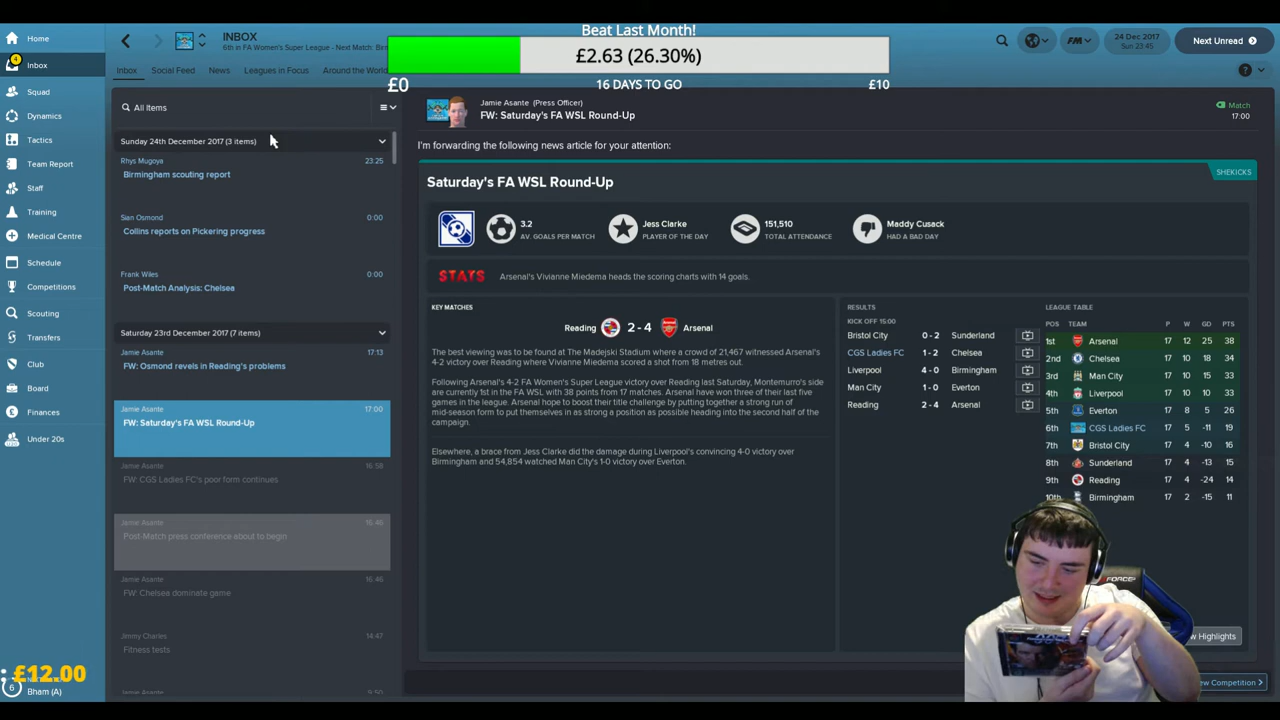 Beat Last Month!
£2.63 (26.30%)
£0
16 DAYS TO GO
£10
Home
4
Inbox
Squad
Dynamics
Tactics
Team Report
Staff
Training
Medical Centre
Schedule
Competitions
Scouting
Transfers
Club
Board
Finances
Under 20s
£12.00
6
Bham (A)
INBOX
6th in FA Women's Super League - Next Match: Birm
24 Dec 2017
Sun 23:45
FM
Next Unread
Inbox
Social Feed
News
Leagues in Focus
Around the World
?
All Items
Sunday 24th December 2017 (3 items)
Rhys Mugoya 23:25
Birmingham scouting report
Sian Osmond 0:00
Collins reports on Pickering progress
Frank Wiles 0:00
Post-Match Analysis: Chelsea
Saturday 23rd December 2017 (7 items)
Jamie Asante 17:13
FW: Osmond revels in Reading's problems
Jamie Asante 17:00
FW: Saturday's FA WSL Round-Up
Jamie Asante 16:58
FW: CGS Ladies FC's poor form continues
Jamie Asante 16:46
Post-Match press conference about to begin
Jamie Asante 16:46
FW: Chelsea dominate game
Jimmy Charles 14:47
Fitness tests
Jamie Asante 9:50
Jamie Asante (Press Officer)
FW: Saturday's FA WSL Round-Up
Match
17:00
I'm forwarding the following news article for your attention:
SHEKICKS
Saturday's FA WSL Round-Up
3.2
AV. GOALS PER MATCH
Jess Clarke
PLAYER OF THE DAY
151,510
TOTAL ATTENDANCE
Maddy Cusack
HAD A BAD DAY
STATS
Arsenal's Vivianne Miedema heads the scoring charts with 14 goals.
KEY MATCHES
Reading 2 - 4 Arsenal
The best viewing was to be found at The Madejski Stadium where a crowd of 21,467 witnessed Arsenal's
4-2 victory over Reading where Vivianne Miedema scored a shot from 18 metres out.
Following Arsenal's 4-2 FA Women's Super League victory over Reading last Saturday, Montemurro's side
are currently 1st in the FA WSL with 38 points from 17 matches. Arsenal have won three of their last five
games in the league. Arsenal hope to boost their title challenge by putting together a strong run of
mid-season form to put themselves in as strong a position as possible heading into the second half of the
campaign.
Elsewhere, a brace from Jess Clarke did the damage during Liverpool's convincing 4-0 victory over
Birmingham and 54,854 watched Man City's 1-0 victory over Everton.
RESULTS
KICK OFF 15:00
Bristol City 0 - 2 Sunderland
CGS Ladies FC 1 - 2 Chelsea
Liverpool 4 - 0 Birmingham
Man City 1 - 0 Everton
Reading 2 - 4 Arsenal
LEAGUE TABLE
POS TEAM P W GD PTS
1st Arsenal 17 12 25 38
2nd Chelsea 17 10 18 34
3rd Man City 17 10 15 33
4th Liverpool 17 10 10 33
5th Everton 17 8 5 26
6th CGS Ladies FC 17 5 -11 19
7th Bristol City 17 4 -10 16
8th Sunderland 17 4 -13 15
9th Reading 17 4 -24 14
10th Birmingham 17 2 -15 11
FORCE
w Highlights
ew Competition